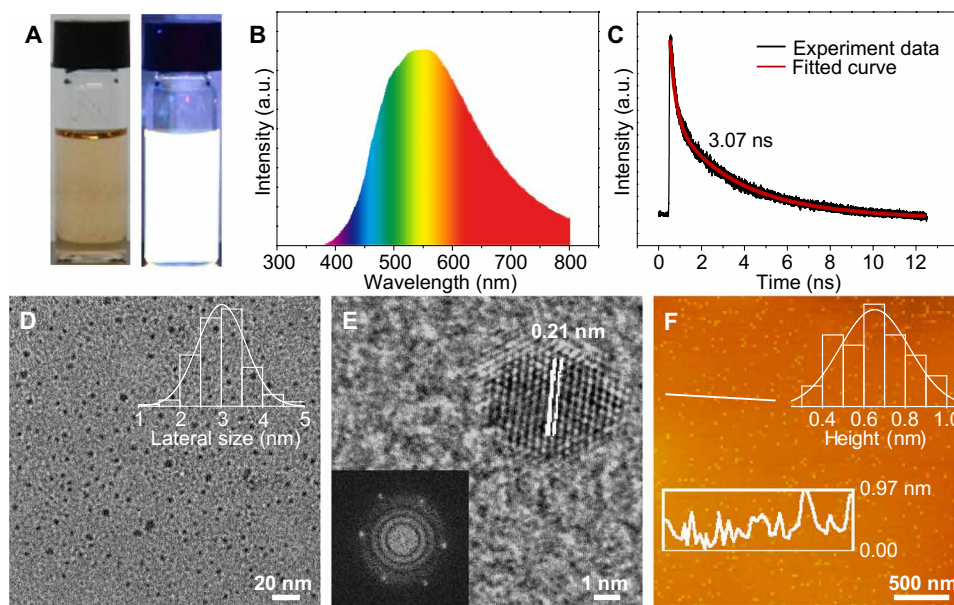 A
B
Intensity (a.u.)
300 400 500 600 700 800
Wavelength (nm)
C
Experiment data
Fitted curve
3.07 ns
Intensity (a.u.)
0 2 4 6 8 10 12
Time (ns)
D
1 2 3 4 5
Lateral size (nm)
20 nm
E
0.21 nm
1 nm
F
0.4 0.6 0.8 1.0
Height (nm)
0.97 nm
0.00
500 nm